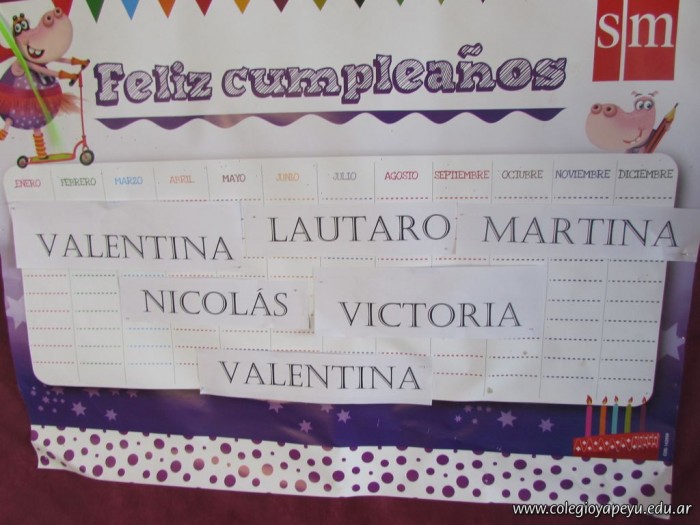 sm
Feliz cumpleaños
ENERO FEBRERO MARZO ABRIL MAYO JUNIO JULIO AGOSTO SEPTIEMBRE OCTUBRE NOVIEMBRE DICIEMBRE
VALENTINA LAUTARO MARTINA
NICOLÁS VICTORIA
VALENTINA
www.colegioyapeyu.edu.ar